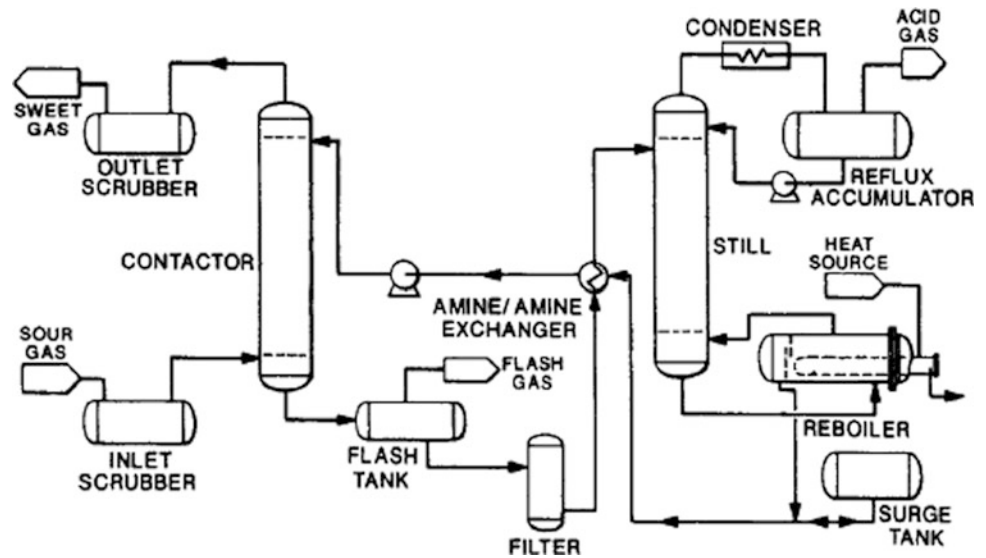 CONDENSER
ACID
GAS
SWEET
GAS
OUTLET
SCRUBBER
REFLUX
ACCUMULATOR
CONTACTOR
STILL
HEAT
SOURCE
AMINE/AMINE
EXCHANGER
SOUR
GAS
FLASH
GAS
INLET
SCRUBBER
FLASH
TANK
REBOILER
FILTER
SURGE
TANK